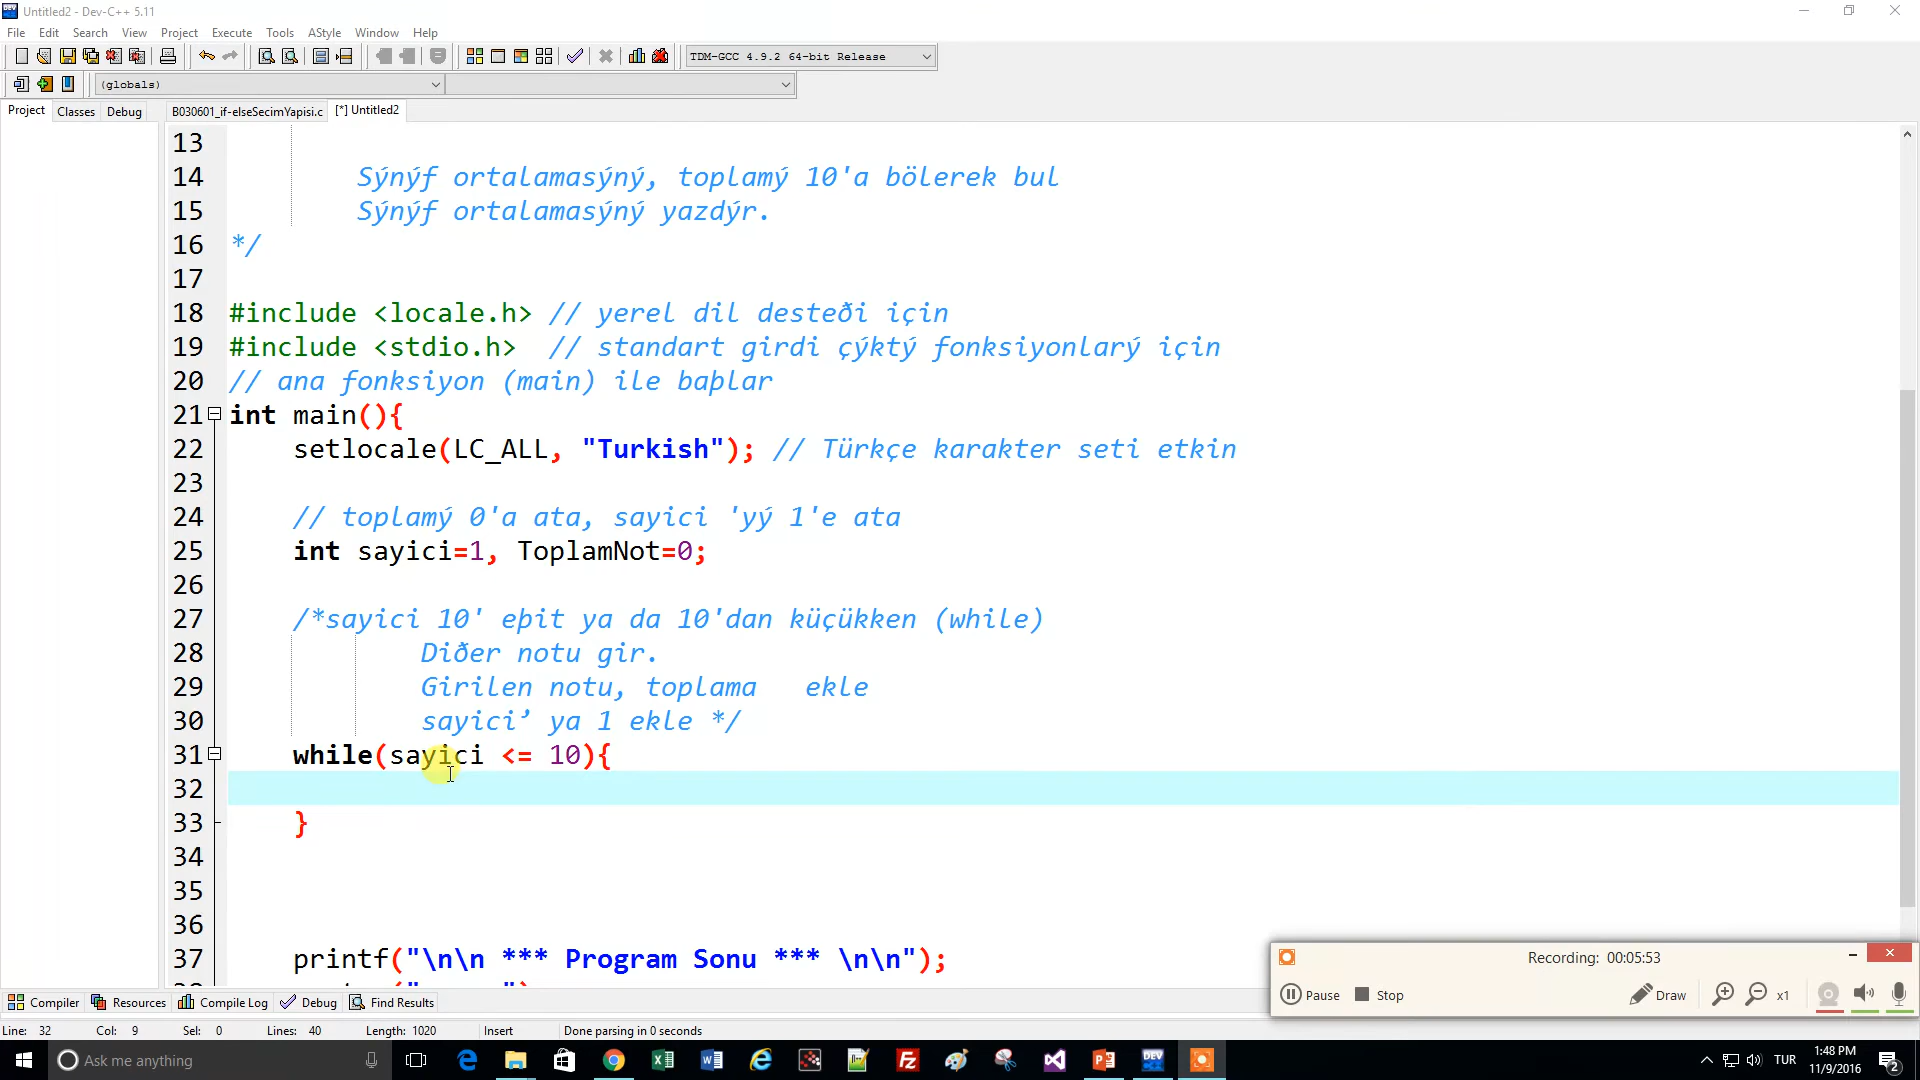 Untitled2 - Dev-C++ 5.11
File Edit Search View Project Execute Tools AStyle Window Help
TDM-GCC 4.9.2 64-bit Release
(globals)
Project Classes Debug B030601_if-elseSecimYapisi.c [*] Untitled2
13
14 Sýnýf ortalamasýný, toplamý 10'a bölerek bul
15 Sýnýf ortalamasýný yazdýr.
16 */
17
18 #include <locale.h> // yerel dil desteði için
19 #include <stdio.h> // standart girdi çýktý fonksiyonlarý için
20 // ana fonksiyon (main) ile baþlar
21 int main(){
22 setlocale(LC_ALL, "Turkish"); // Türkçe karakter seti etkin
23
24 // toplamý 0'a ata, sayici 'yý 1'e ata
25 int sayici=1, ToplamNot=0;
26
27 /*sayici 10' eþit ya da 10'dan küçükken (while)
28 Diðer notu gir.
29 Girilen notu, toplama ekle
30 sayici’ ya 1 ekle */
31 while(sayici <= 10){
32
33 }
34
35
36
37 printf("\n\n *** Program Sonu *** \n\n");
Recording: 00:05:53
Pause Stop Draw x1
Compiler Resources Compile Log Debug Find Results
Line: 32 Col: 9 Sel: 0 Lines: 40 Length: 1020 Insert Done parsing in 0 seconds
Ask me anything
TUR
1:48 PM
11/9/2016
2